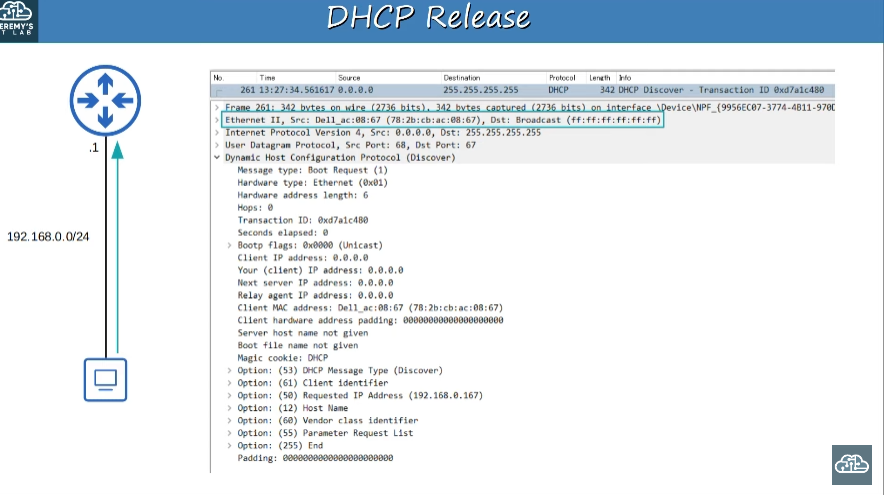 DHCP Release
EREMY'S
T LAB
No. Time Source Destination Protocol Length Info
261 13:27:34.561617 0.0.0.0 255.255.255.255 DHCP 342 DHCP Discover - Transaction ID 0xd7a1c480
> Frame 261: 342 bytes on wire (2736 bits), 342 bytes captured (2736 bits) on interface \Device\NPF_{9956EC07-3774-4B11-970D
> Ethernet II, Src: Dell_ac:08:67 (78:2b:cb:ac:08:67), Dst: Broadcast (ff:ff:ff:ff:ff:ff)
> Internet Protocol Version 4, Src: 0.0.0.0, Dst: 255.255.255.255
> User Datagram Protocol, Src Port: 68, Dst Port: 67
Dynamic Host Configuration Protocol (Discover)
Message type: Boot Request (1)
Hardware type: Ethernet (0x01)
Hardware address length: 6
Hops: 0
Transaction ID: 0xd7a1c480
Seconds elapsed: 0
> Bootp flags: 0x0000 (Unicast)
Client IP address: 0.0.0.0
Your (client) IP address: 0.0.0.0
Next server IP address: 0.0.0.0
Relay agent IP address: 0.0.0.0
Client MAC address: Dell_ac:08:67 (78:2b:cb:ac:08:67)
Client hardware address padding: 00000000000000000000
Server host name not given
Boot file name not given
Magic cookie: DHCP
> Option: (53) DHCP Message Type (Discover)
> Option: (61) Client identifier
> Option: (50) Requested IP Address (192.168.0.167)
> Option: (12) Host Name
> Option: (60) Vendor class identifier
> Option: (55) Parameter Request List
> Option: (255) End
Padding: 0000000000000000000000
.1
192.168.0.0/24